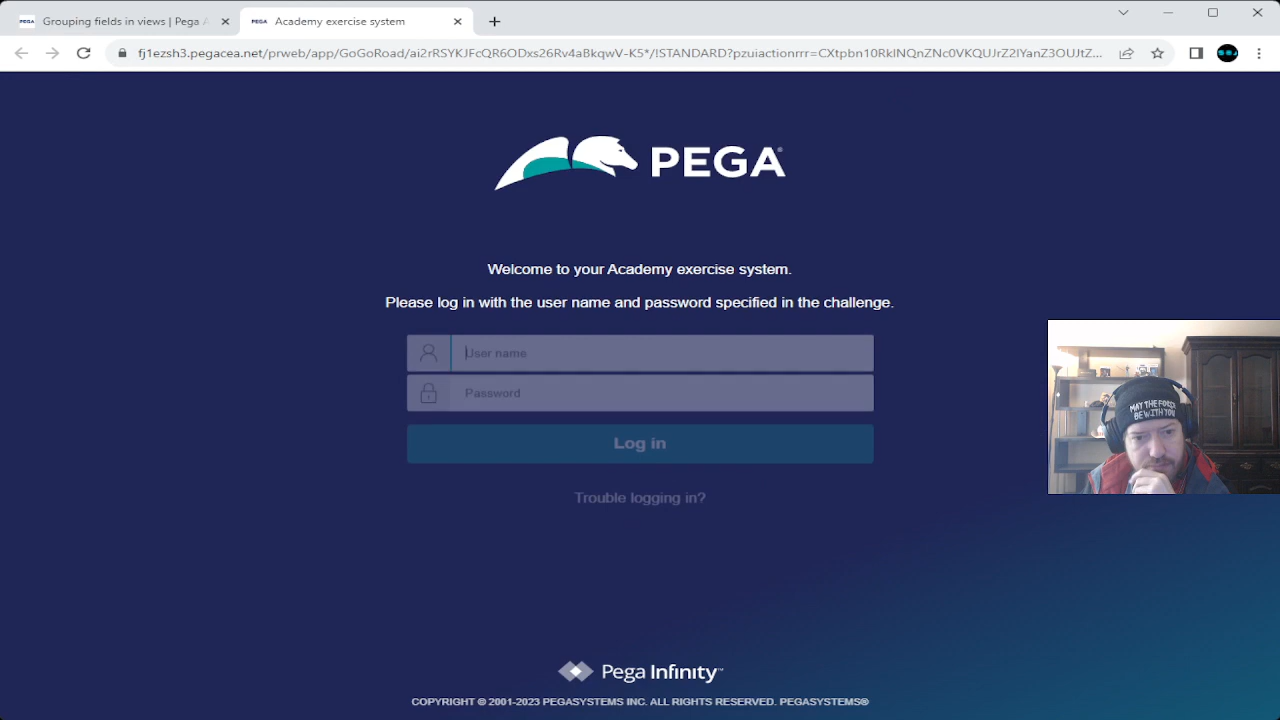 Grouping fields in views | Pega A
Academy exercise system
fj1ezsh3.pegacea.net/prweb/app/GoGoRoad/ai2rRSYKJFcQR6ODxs26Rv4aBkqwV-K5*/!STANDARD?pzuiactionrrr=CXtpbn10RklNQnZNc0VKQUJrZ2IYanZ3OUJtZ...
PEGA
Welcome to your Academy exercise system.
Please log in with the user name and password specified in the challenge.
User name
Password
Log in
Trouble logging in?
MAY THE FORCE
BE WITH YOU
Pega Infinity™
COPYRIGHT © 2001-2023 PEGASYSTEMS INC. ALL RIGHTS RESERVED. PEGASYSTEMS®